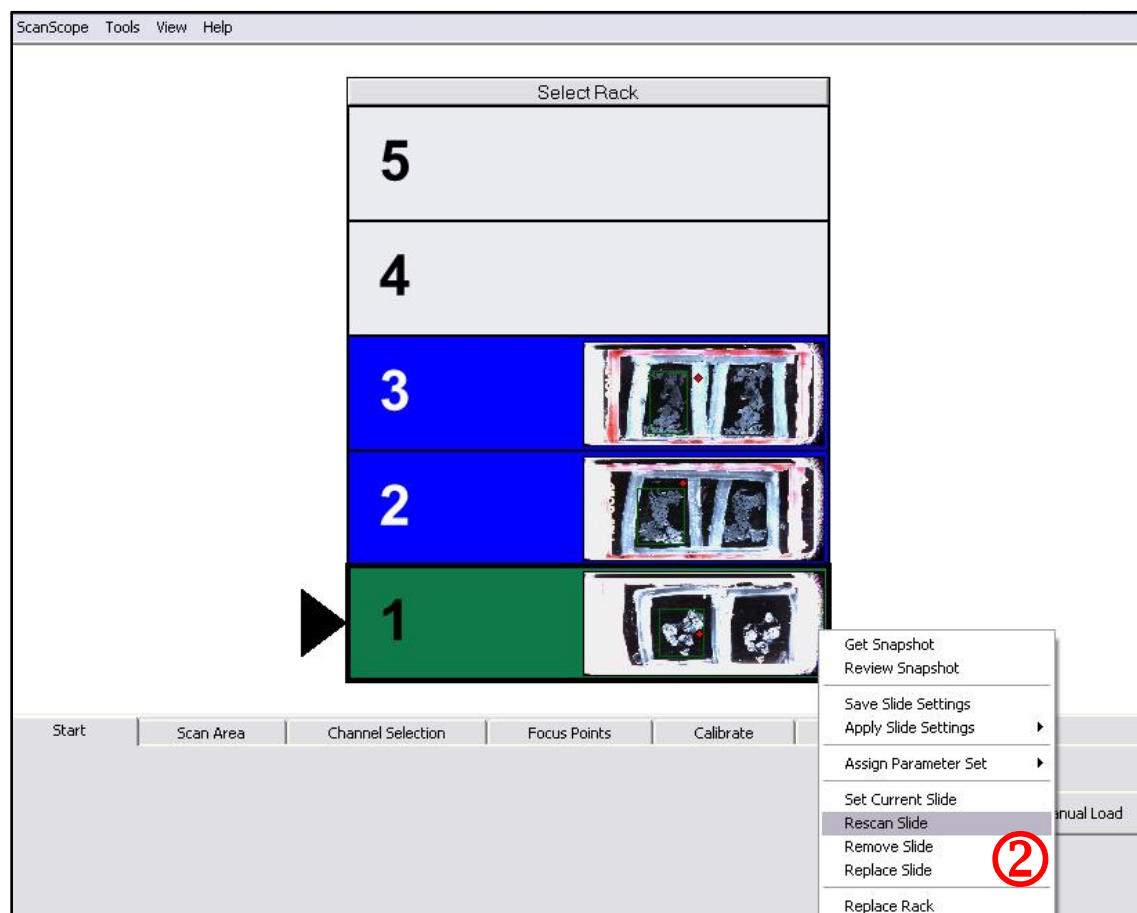 ScanScope Tools View Help
Select Rack
5
4
3
2
1
Get Snapshot
Review Snapshot
Save Slide Settings
Apply Slide Settings
Assign Parameter Set
Set Current Slide
Rescan Slide
Remove Slide
Replace Slide
Replace Rack
②
Start Scan Area Channel Selection Focus Points Calibrate